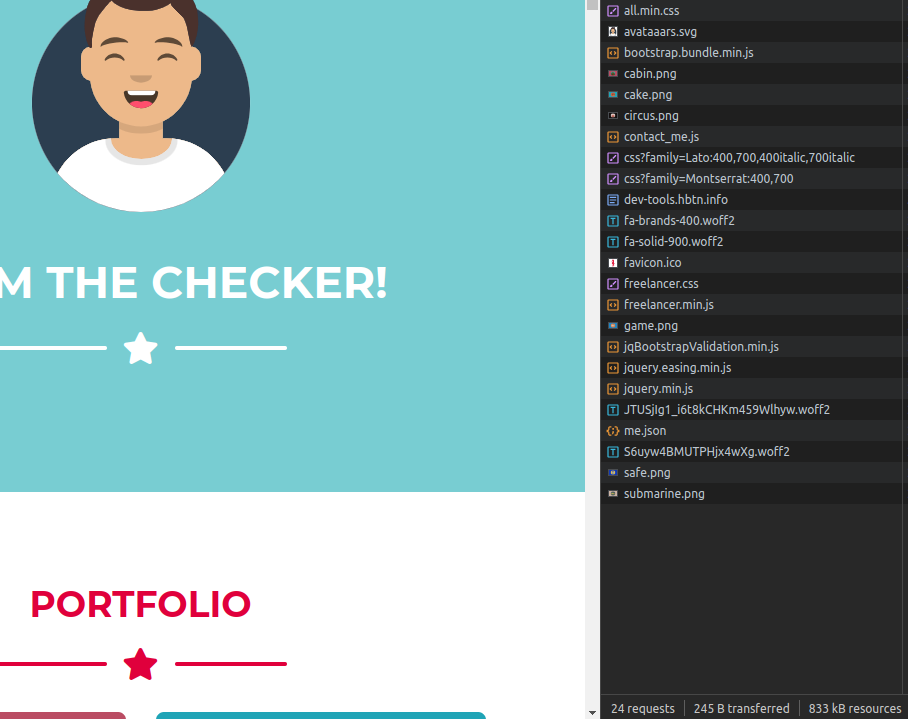 M THE CHECKER!
PORTFOLIO
all.min.css
avataaars.svg
bootstrap.bundle.min.js
cabin.png
cake.png
circus.png
contact_me.js
css?family=Lato:400,700,400italic,700italic
css?family=Montserrat:400,700
dev-tools.hbtn.info
fa-brands-400.woff2
fa-solid-900.woff2
favicon.ico
freelancer.css
freelancer.min.js
game.png
jqBootstrapValidation.min.js
jquery.easing.min.js
jquery.min.js
JTUSjIg1_i6t8kCHKm459Wlhyw.woff2
me.json
S6uyw4BMUTPHjx4wXg.woff2
safe.png
submarine.png
24 requests 245 B transferred 833 kB resources